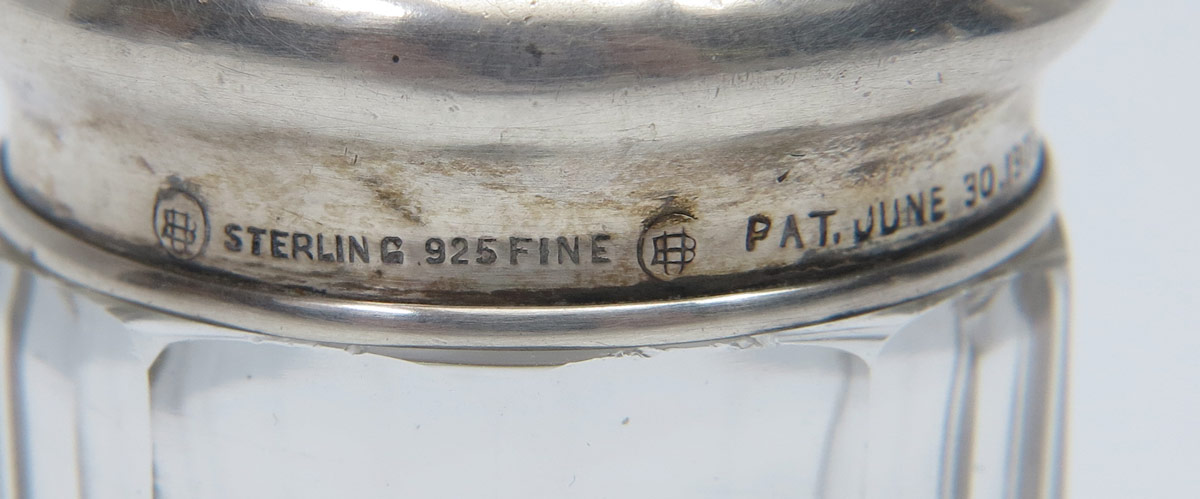 STERLING .925 FINE PAT. JUNE 30.